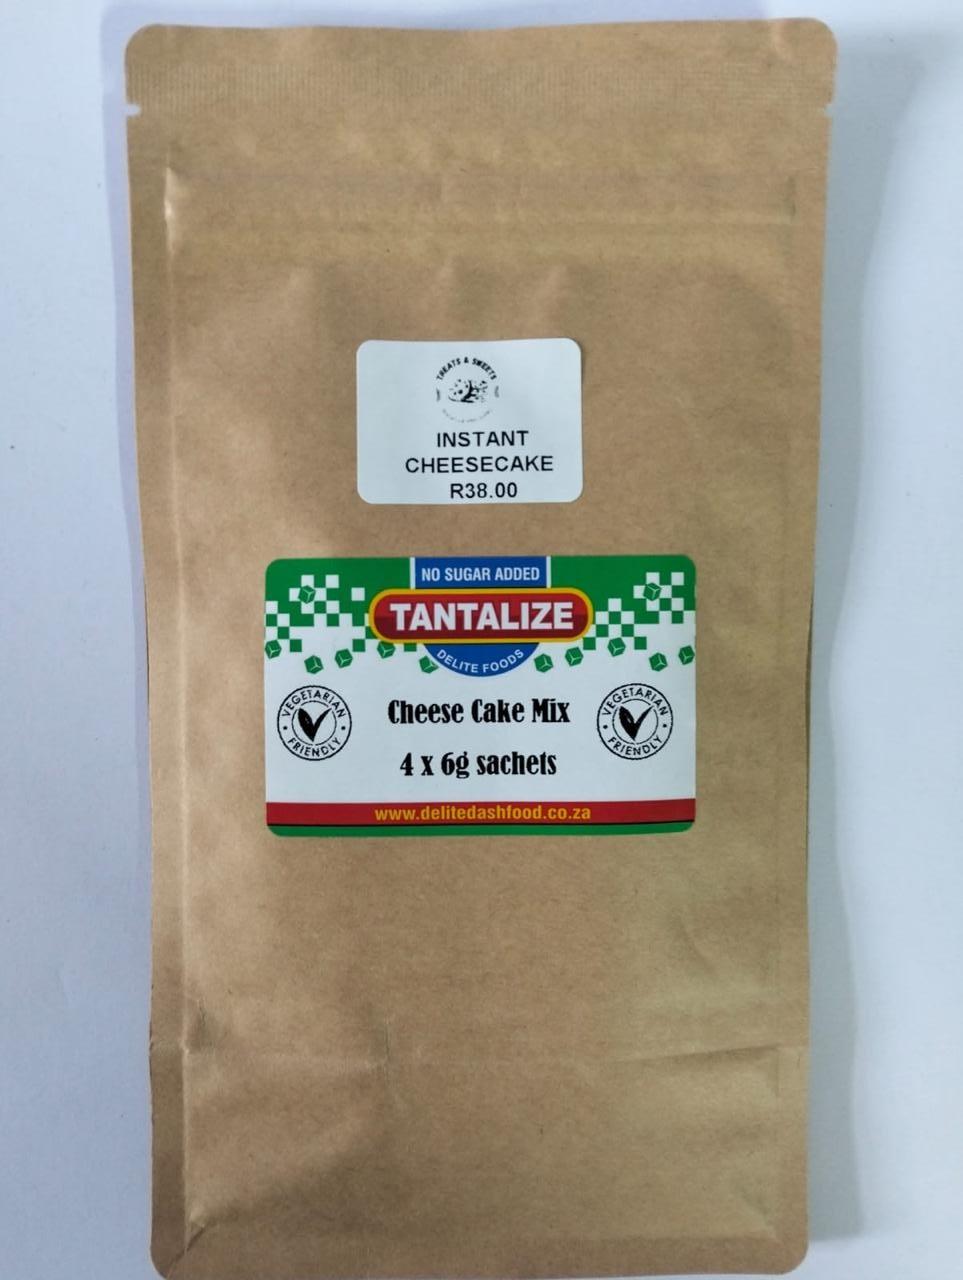 TREATS & SWEETS
INSTANT
CHEESECAKE
R38.00
NO SUGAR ADDED
TANTALIZE
DELITE FOODS
VEGETARIAN
FRIENDLY
Cheese Cake Mix
VEGETARIAN
FRIENDLY
4 x 6g sachets
www.delitedashfood.co.za